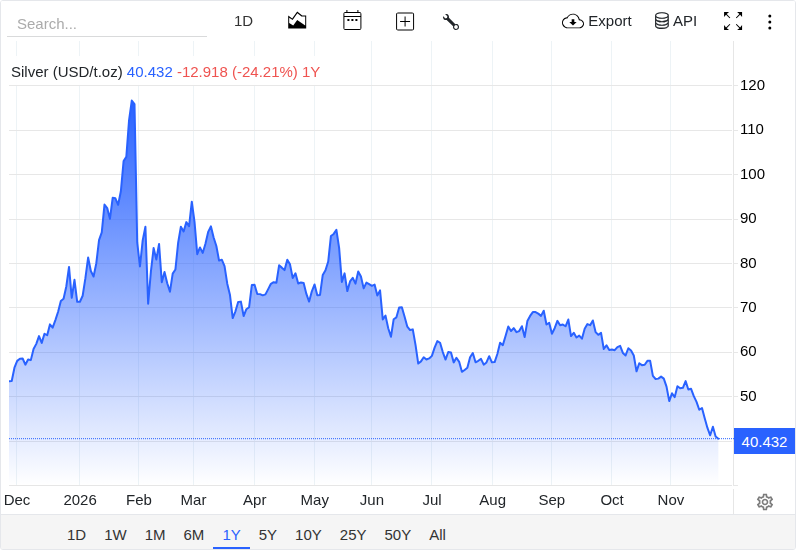 Search... 1D Export API
Silver (USD/t.oz) 40.432 -12.918 (-24.21%) 1Y
120
110
100
90
80
70
60
50
40.432
Dec 2026 Feb Mar Apr May Jun Jul Aug Sep Oct Nov
1D 1W 1M 6M 1Y 5Y 10Y 25Y 50Y All